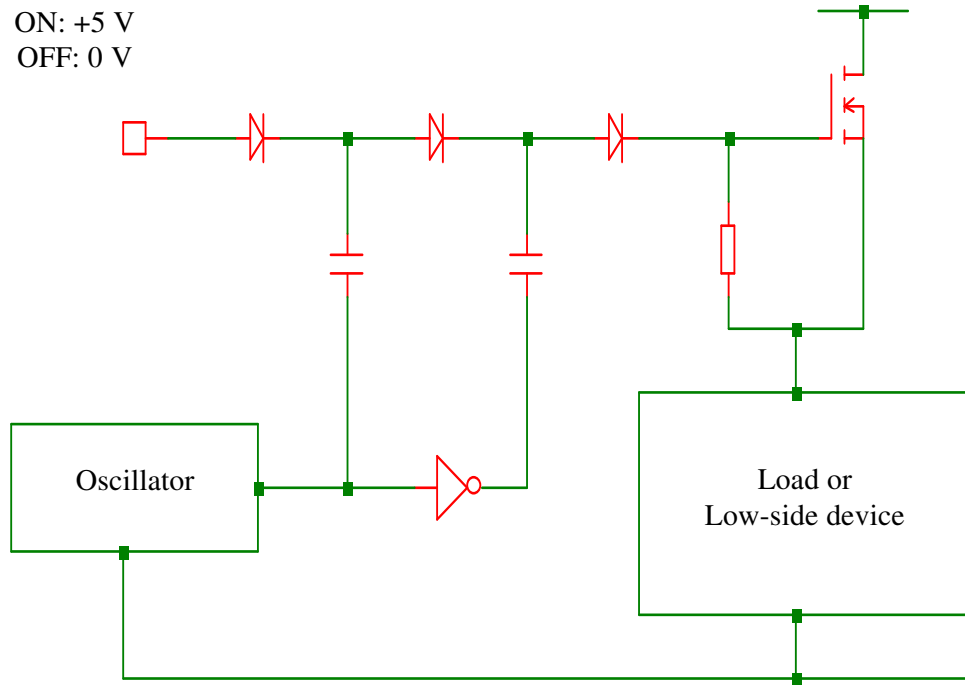 ON: +5 V
OFF: 0 V
Oscillator
Load or
Low-side device